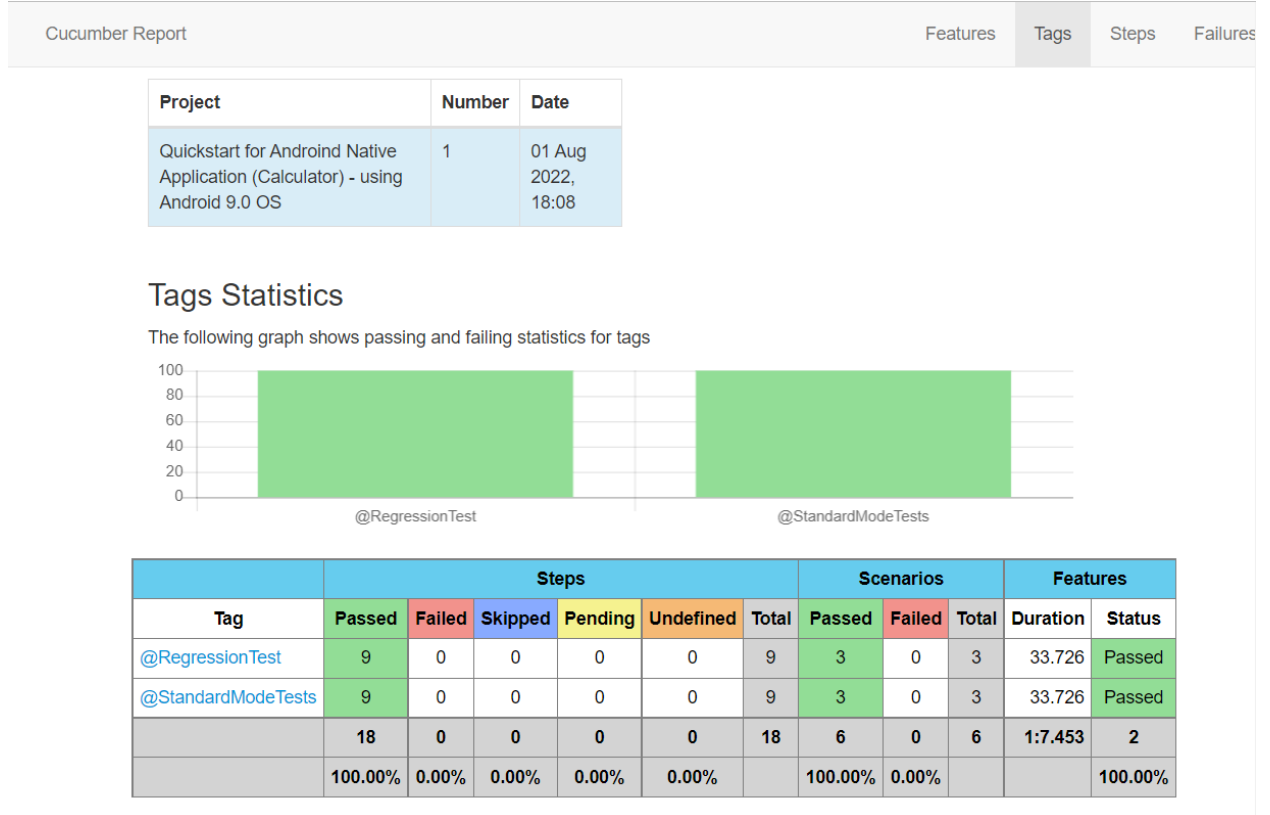 Cucumber Report Features Tags Steps Failures
Project Number Date
Quickstart for Androind Native 1 01 Aug
Application (Calculator) - using 2022,
Android 9.0 OS 18:08
Tags Statistics
The following graph shows passing and failing statistics for tags
100
80
60
40
20
0
@RegressionTest @StandardModeTests
Steps Scenarios Features
Tag Passed Failed Skipped Pending Undefined Total Passed Failed Total Duration Status
@RegressionTest 9 0 0 0 0 9 3 0 3 33.726 Passed
@StandardModeTests 9 0 0 0 0 9 3 0 3 33.726 Passed
18 0 0 0 0 18 6 0 6 1:7.453 2
100.00% 0.00% 0.00% 0.00% 0.00% 100.00% 0.00% 100.00%